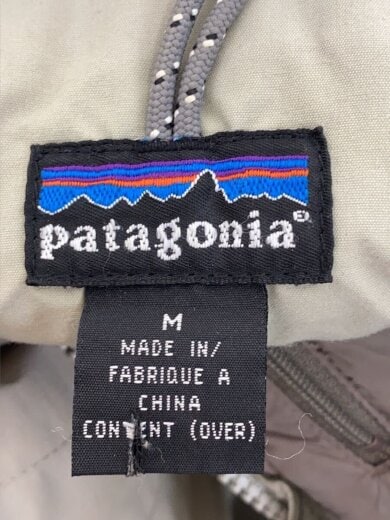 patagonia®
M
MADE IN/
FABRIQUE A
CHINA
CONTENT (OVER)